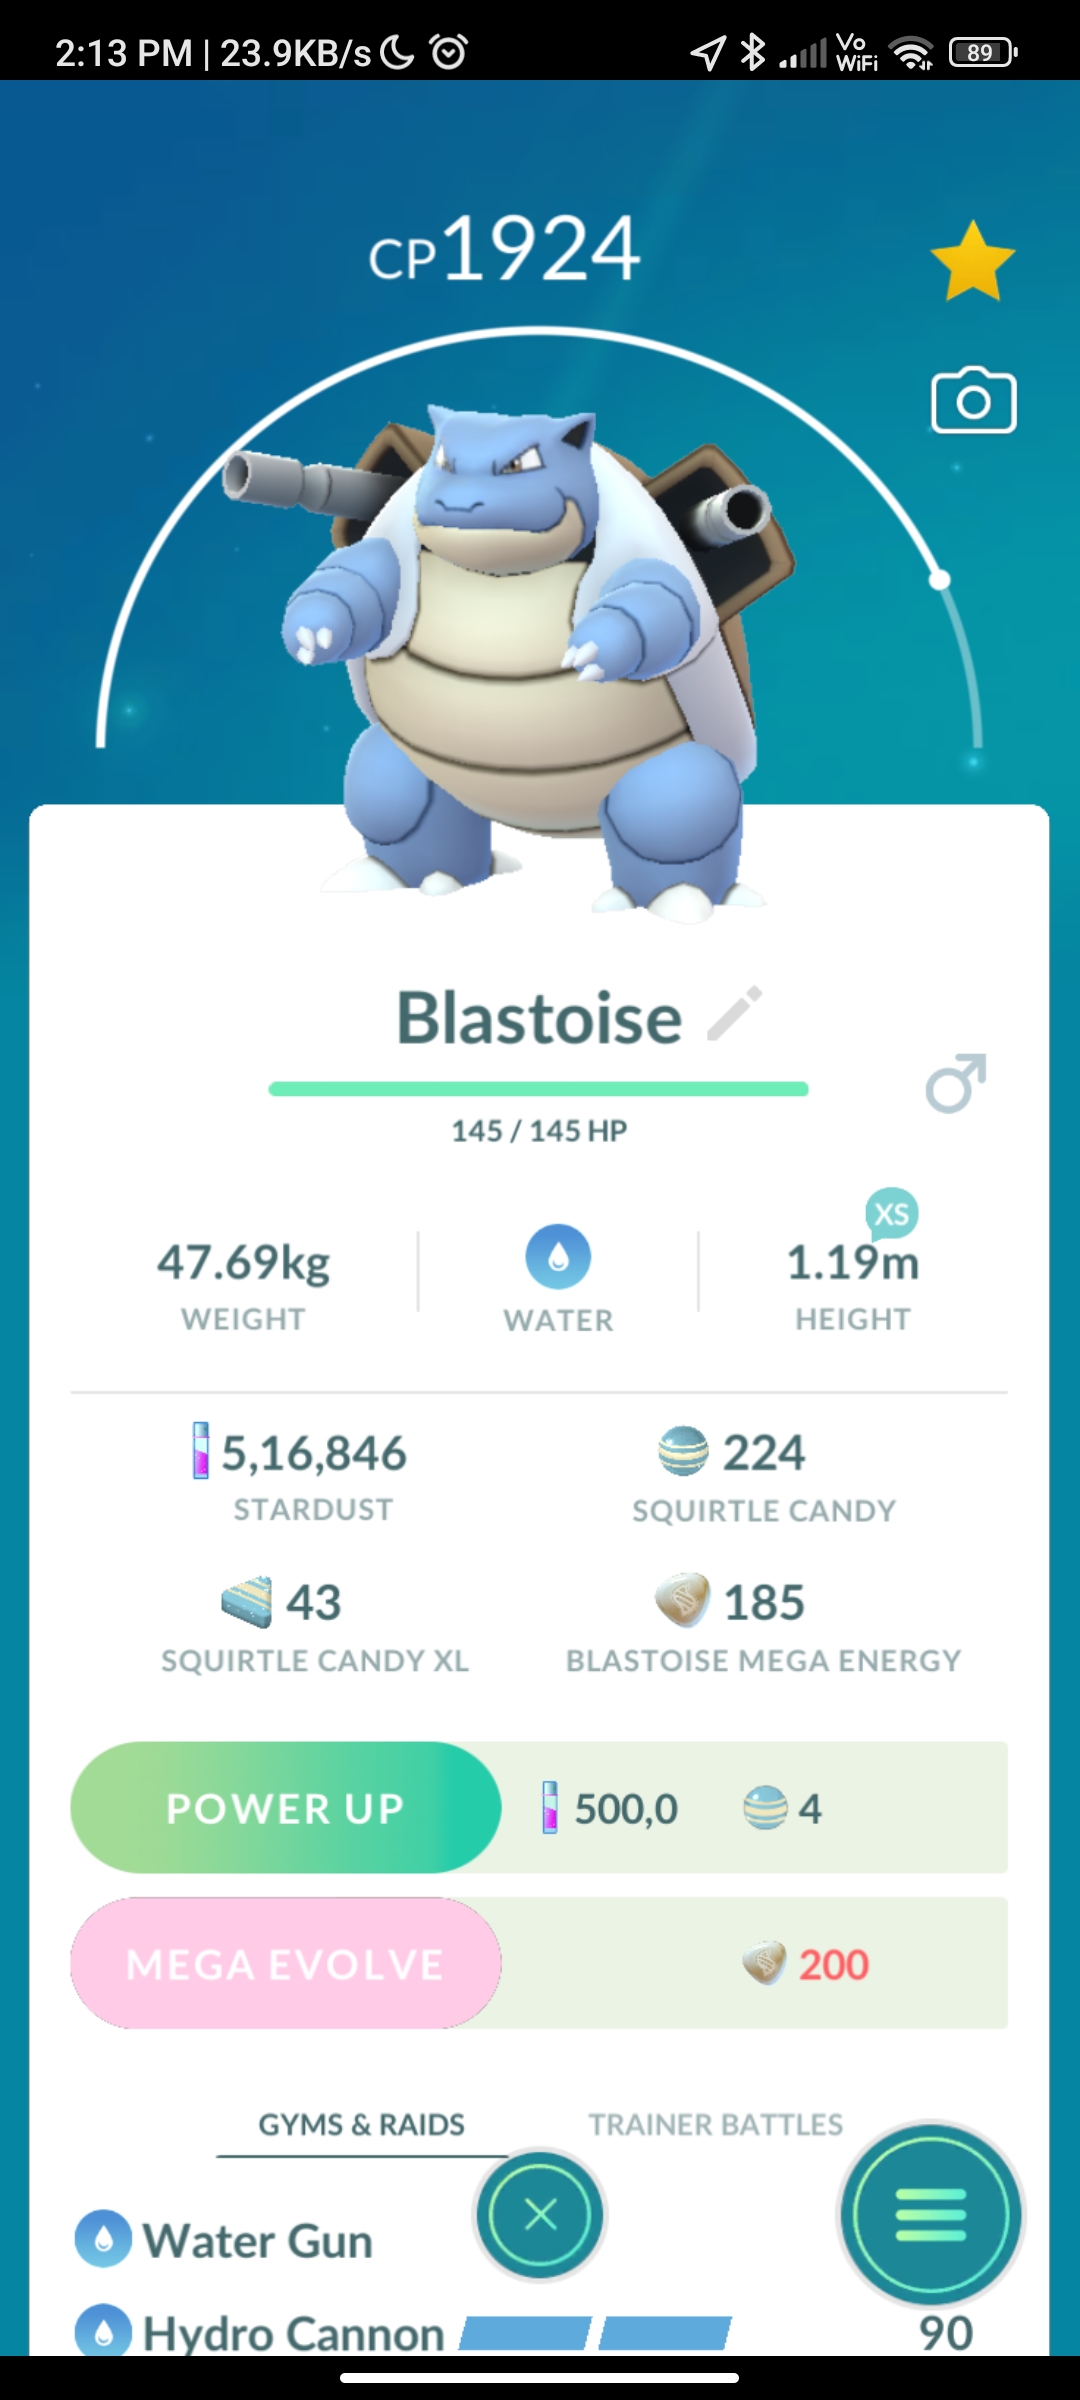 2:13 PM | 23.9KB/s Vo WiFi 89
CP1924
Blastoise
145 / 145 HP
XS
47.69kg 1.19m
WEIGHT WATER HEIGHT
5,16,846 224
STARDUST SQUIRTLE CANDY
43 185
SQUIRTLE CANDY XL BLASTOISE MEGA ENERGY
POWER UP 500,0 4
MEGA EVOLVE 200
GYMS & RAIDS TRAINER BATTLES
Water Gun
Hydro Cannon 90